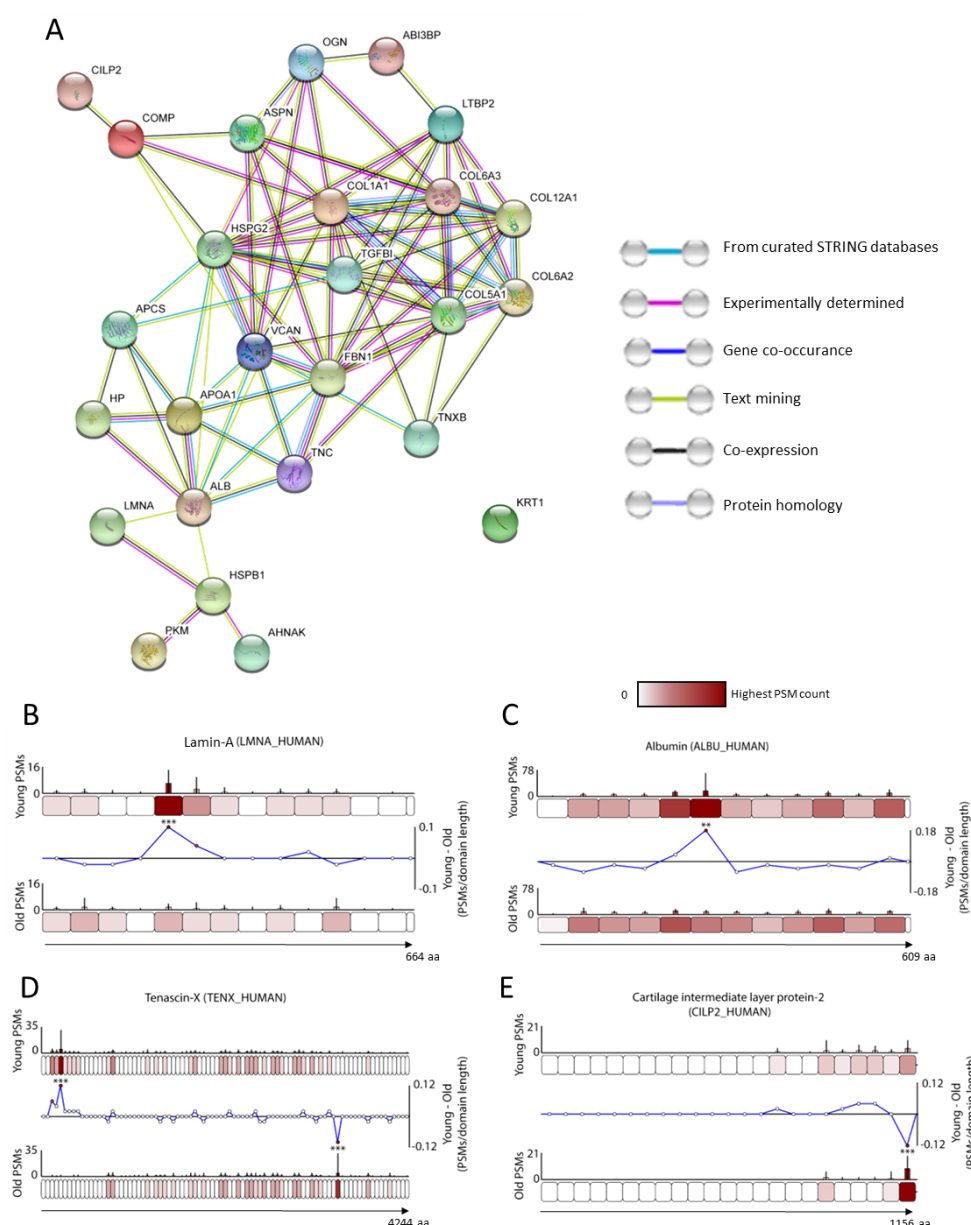 A
OGN
ABI3BP
CILP2
COMP
ASPN
LTBP2
COL1A1
COL6A3
COL12A1
HSPG2
TGFBI
COL6A2
COL5A1
APCS
VCAN
FBN1
HP
APOA1
TNXB
TNC
ALB
LMNA
KRT1
HSPB1
PKM
AHNAK
From curated STRING databases
Experimentally determined
Gene co-occurance
Text mining
Co-expression
Protein homology
0
Highest PSM count
B
Lamin-A (LMNA_HUMAN)
Young PSMs
16
0
***
0.1
-0.1
Young - Old
(PSMs/domain length)
Old PSMs
16
0
664 aa
C
Albumin (ALBU_HUMAN)
Young PSMs
78
0
**
0.18
-0.18
Young - Old
(PSMs/domain length)
Old PSMs
78
0
609 aa
D
Tenascin-X (TENX_HUMAN)
Young PSMs
35
0
***
0.12
-0.12
Young - Old
(PSMs/domain length)
***
Old PSMs
35
0
4244 aa
E
Cartilage intermediate layer protein-2
(CILP2_HUMAN)
Young PSMs
21
0
0.12
-0.12
Young - Old
(PSMs/domain length)
***
Old PSMs
21
0
1156 aa